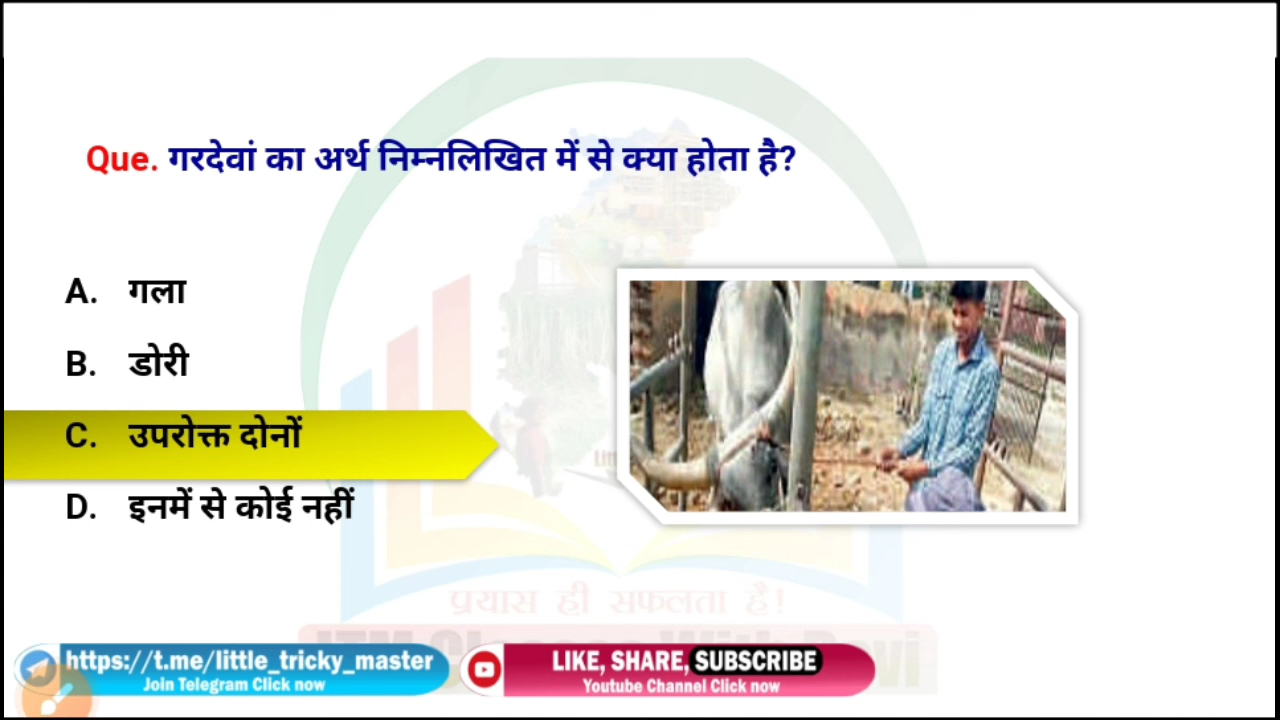 Que. गरदेवां का अर्थ निम्नलिखित में से क्या होता है?
A. गला
B. डोरी
C. उपरोक्त दोनों
D. इनमें से कोई नहीं
प्रयास ही सफलता है!
https://t.me/little_tricky_master
Join Telegram Click now
LIKE, SHARE, SUBSCRIBE
Youtube Channel Click now